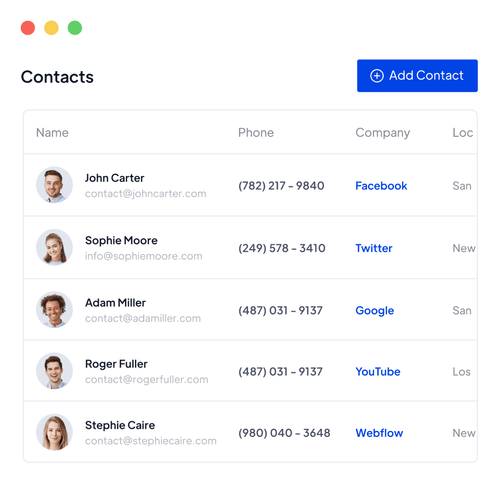 Contacts
Add Contact
Name Phone Company Loc
John Carter
contact@johncarter.com
(782) 217 - 9840 Facebook San
Sophie Moore
info@sophiemoore.com
(249) 578 - 3410 Twitter New
Adam Miller
contact@adamiller.com
(487) 031 - 9137 Google San
Roger Fuller
contact@rogerfuller.com
(487) 031 - 9137 YouTube Los
Stephie Caire
contact@stephiecaire.com
(980) 040 - 3648 Webflow New